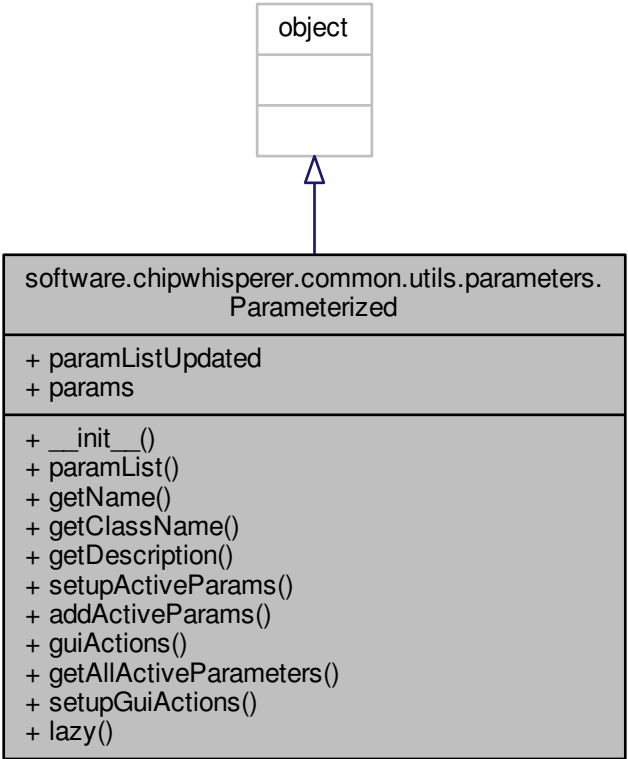 object
software.chipwhisperer.common.utils.parameters.
Parameterized
+ paramListUpdated
+ params
+ __init__()
+ paramList()
+ getName()
+ getClassName()
+ getDescription()
+ setupActiveParams()
+ addActiveParams()
+ guiActions()
+ getAllActiveParameters()
+ setupGuiActions()
+ lazy()